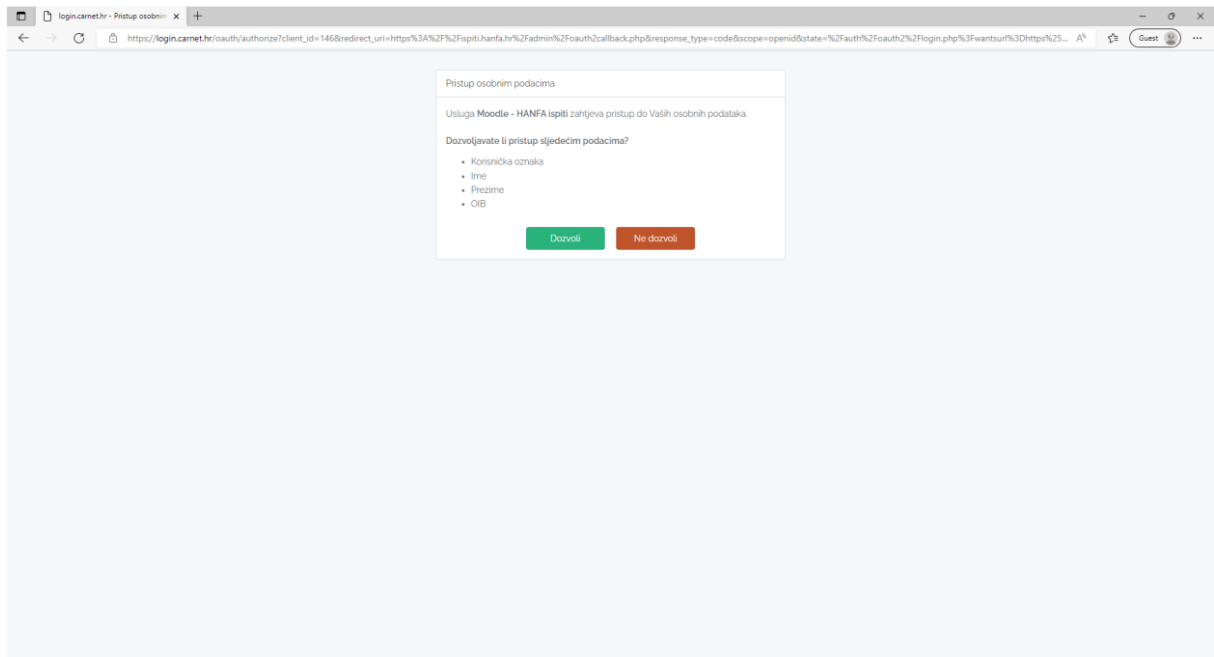 login.carnet.hr - Pristup osobnim
https://login.carnet.hr/oauth/authorize?client_id=146&redirect_uri=https%3A%2F%2Fispiti.hanfa.hr%2Fadmin%2Foauth2callback.php&response_type=code&scope=openid&state=%2Fauth%2Foauth2%2Flogin.php%3Fwantsurl%3Dhttps%25... Guest
Pristup osobnim podacima
Usluga Moodle - HANFA ispiti zahtjeva pristup do Vaših osobnih podataka.
Dozvoljavate li pristup sljedećim podacima?
• Korisnička oznaka
• Ime
• Prezime
• OIB
Dozvoli Ne dozvoli